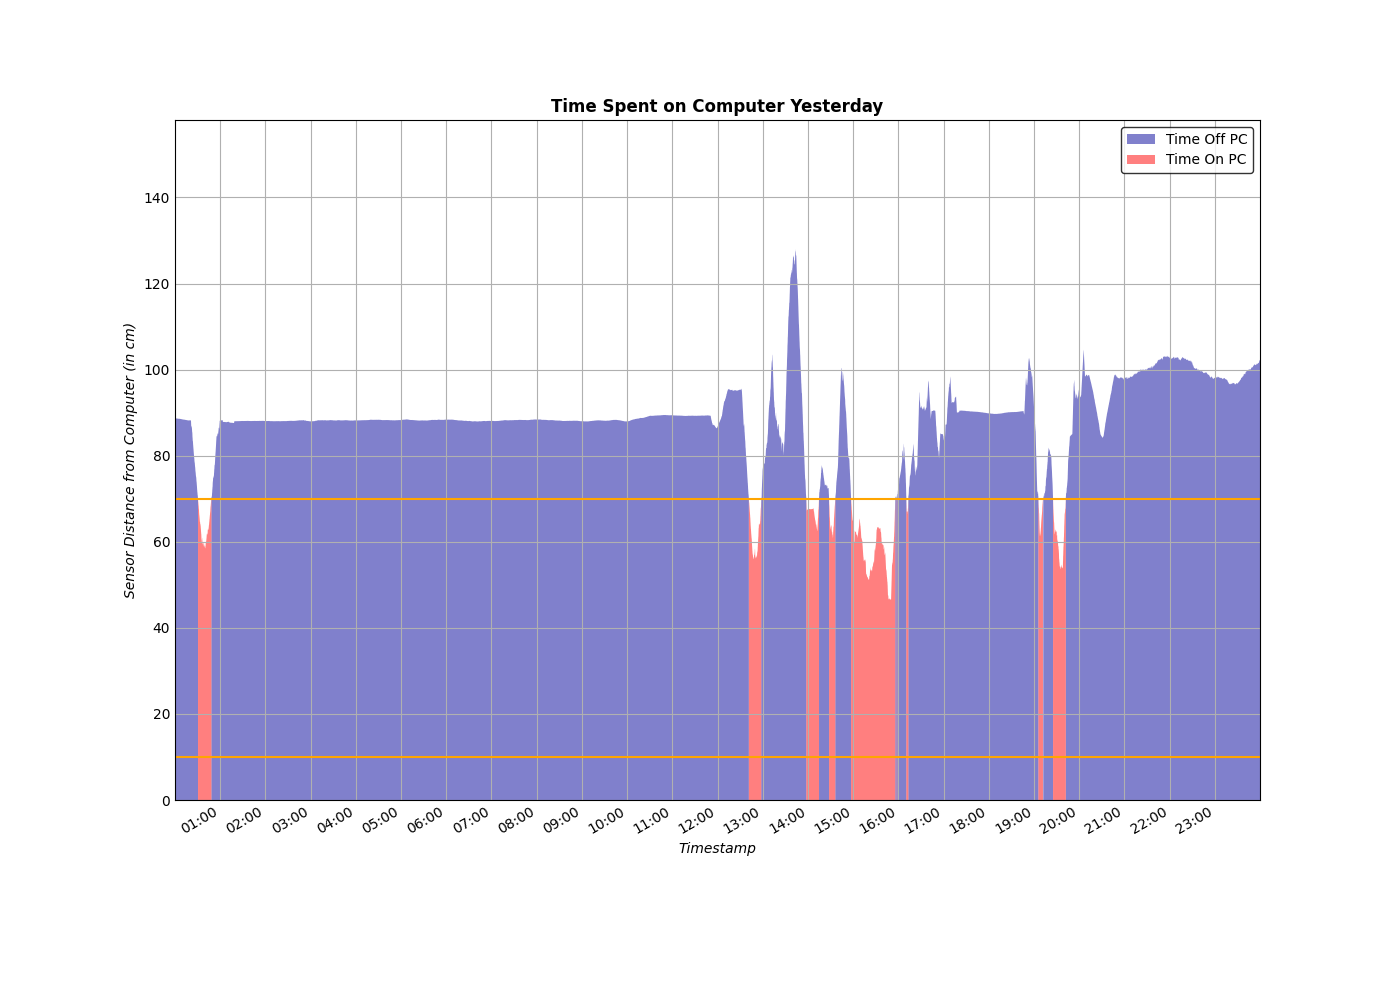 Time Spent on Computer Yesterday
Time Off PC
Time On PC
Sensor Distance from Computer (in cm)
140
120
100
80
60
40
20
0
01:00 02:00 03:00 04:00 05:00 06:00 07:00 08:00 09:00 10:00 11:00 12:00 13:00 14:00 15:00 16:00 17:00 18:00 19:00 20:00 21:00 22:00 23:00
Timestamp